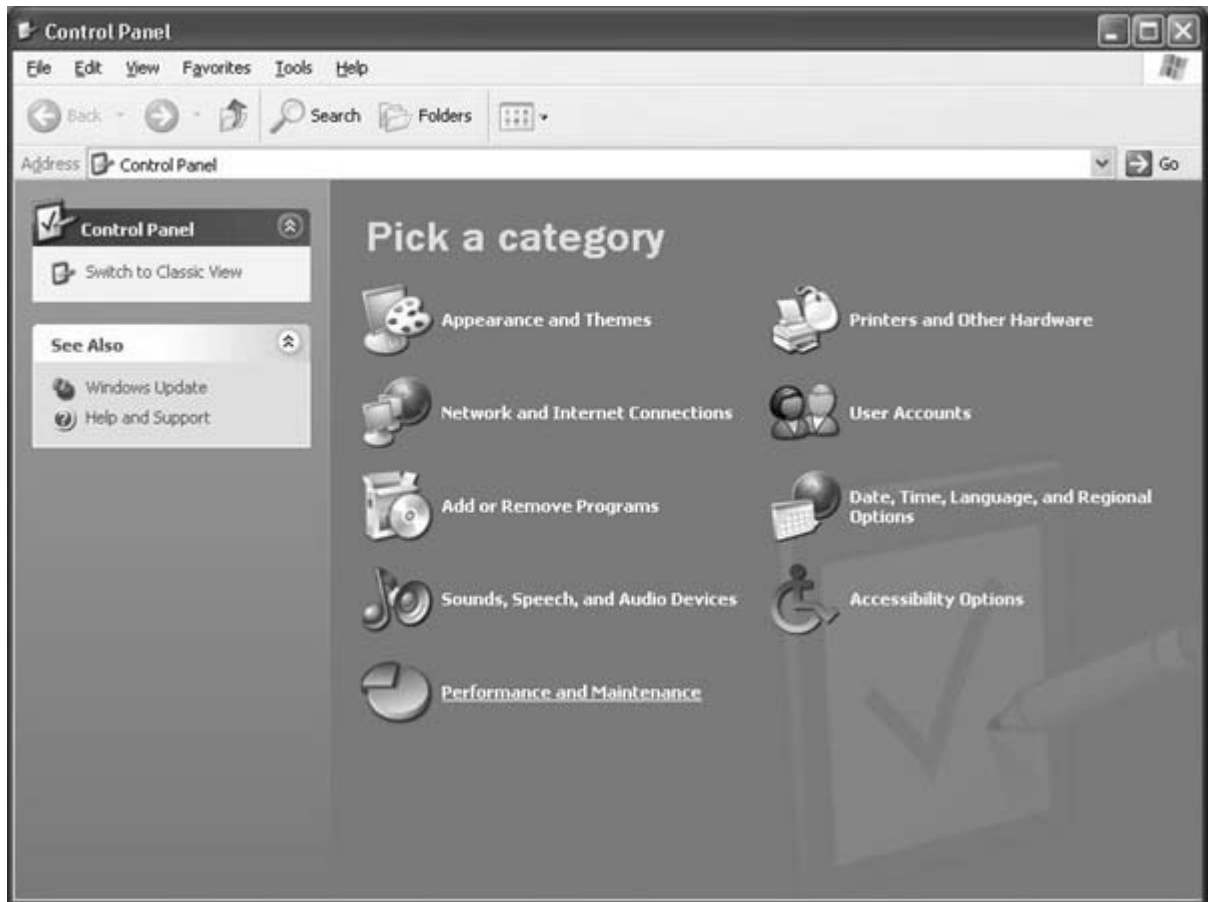 Control Panel
File Edit View Favorites Tools Help
Back Search Folders
Address Control Panel Go
Control Panel
Switch to Classic View
See Also
Windows Update
Help and Support
Pick a category
Appearance and Themes
Printers and Other Hardware
Network and Internet Connections
User Accounts
Add or Remove Programs
Date, Time, Language, and Regional
Options
Sounds, Speech, and Audio Devices
Accessibility Options
Performance and Maintenance